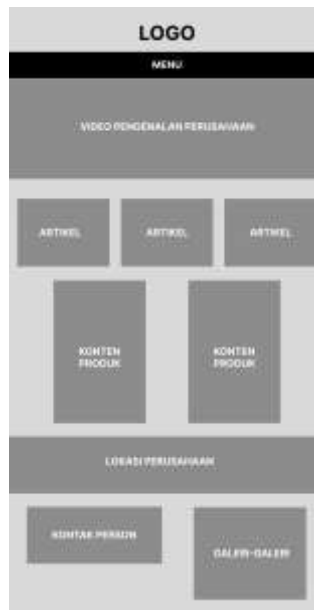 LOGO
MENU
VIDEO PENGENALAN PERUSAHAAN
ARTIKEL
ARTIKEL
ARTIKEL
KONTEN
PRODUK
KONTEN
PRODUK
LOKASI PERUSAHAAN
KONTAK PERSON
GALERI-GALERI